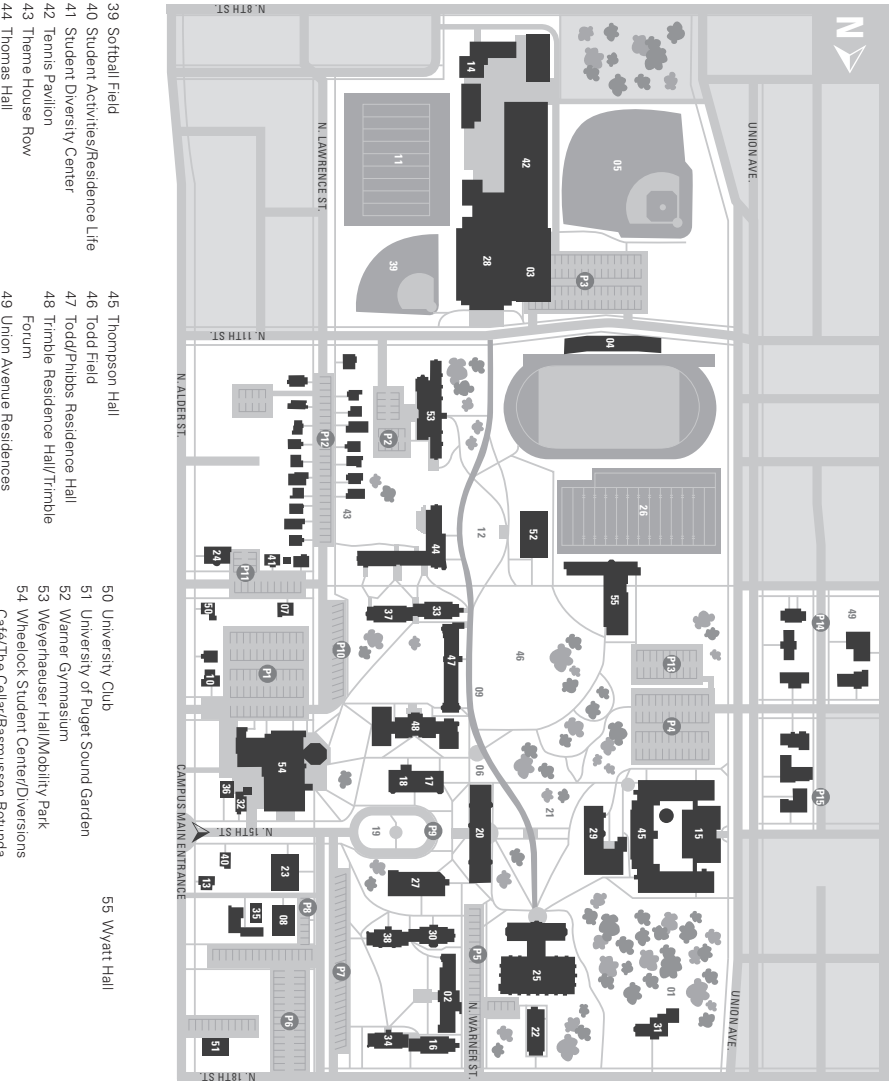 N
N. 8TH ST.
UNION AVE.
N. LAWRENCE ST.
14
42
05
11
39
28
03
P3
N. 11TH ST.
N. ALDER ST.
04
53
P2
P12
43
44
12
52
26
55
24
41
P11
50
07
10
P1
P10
37
33
47
09
46
P13
P4
P14
49
P15
48
06
54
18
17
36
32
20
21
29
45
15
19
P9
N. 15TH ST.
CAMPUS MAIN ENTRANCE
40
13
23
27
35
08
P8
38
30
P5
25
01
31
02
P7
P6
51
34
16
22
N. WARNER ST.
UNION AVE.
N. 18TH ST.
39 Softball Field
40 Student Activities/Residence Life
41 Student Diversity Center
42 Tennis Pavilion
43 Theme House Row
44 Thomas Hall
45 Thompson Hall
46 Todd Field
47 Todd/Phibbs Residence Hall
48 Trimble Residence Hall/Trimble
Forum
49 Union Avenue Residences
50 University Club
51 University of Puget Sound Garden
52 Warner Gymnasium
53 Weyerhaeuser Hall/Mobility Park
54 Wheelock Student Center/Diversions
Café/The Cellar/Rasmussen Rotunda
55 Wyatt Hall